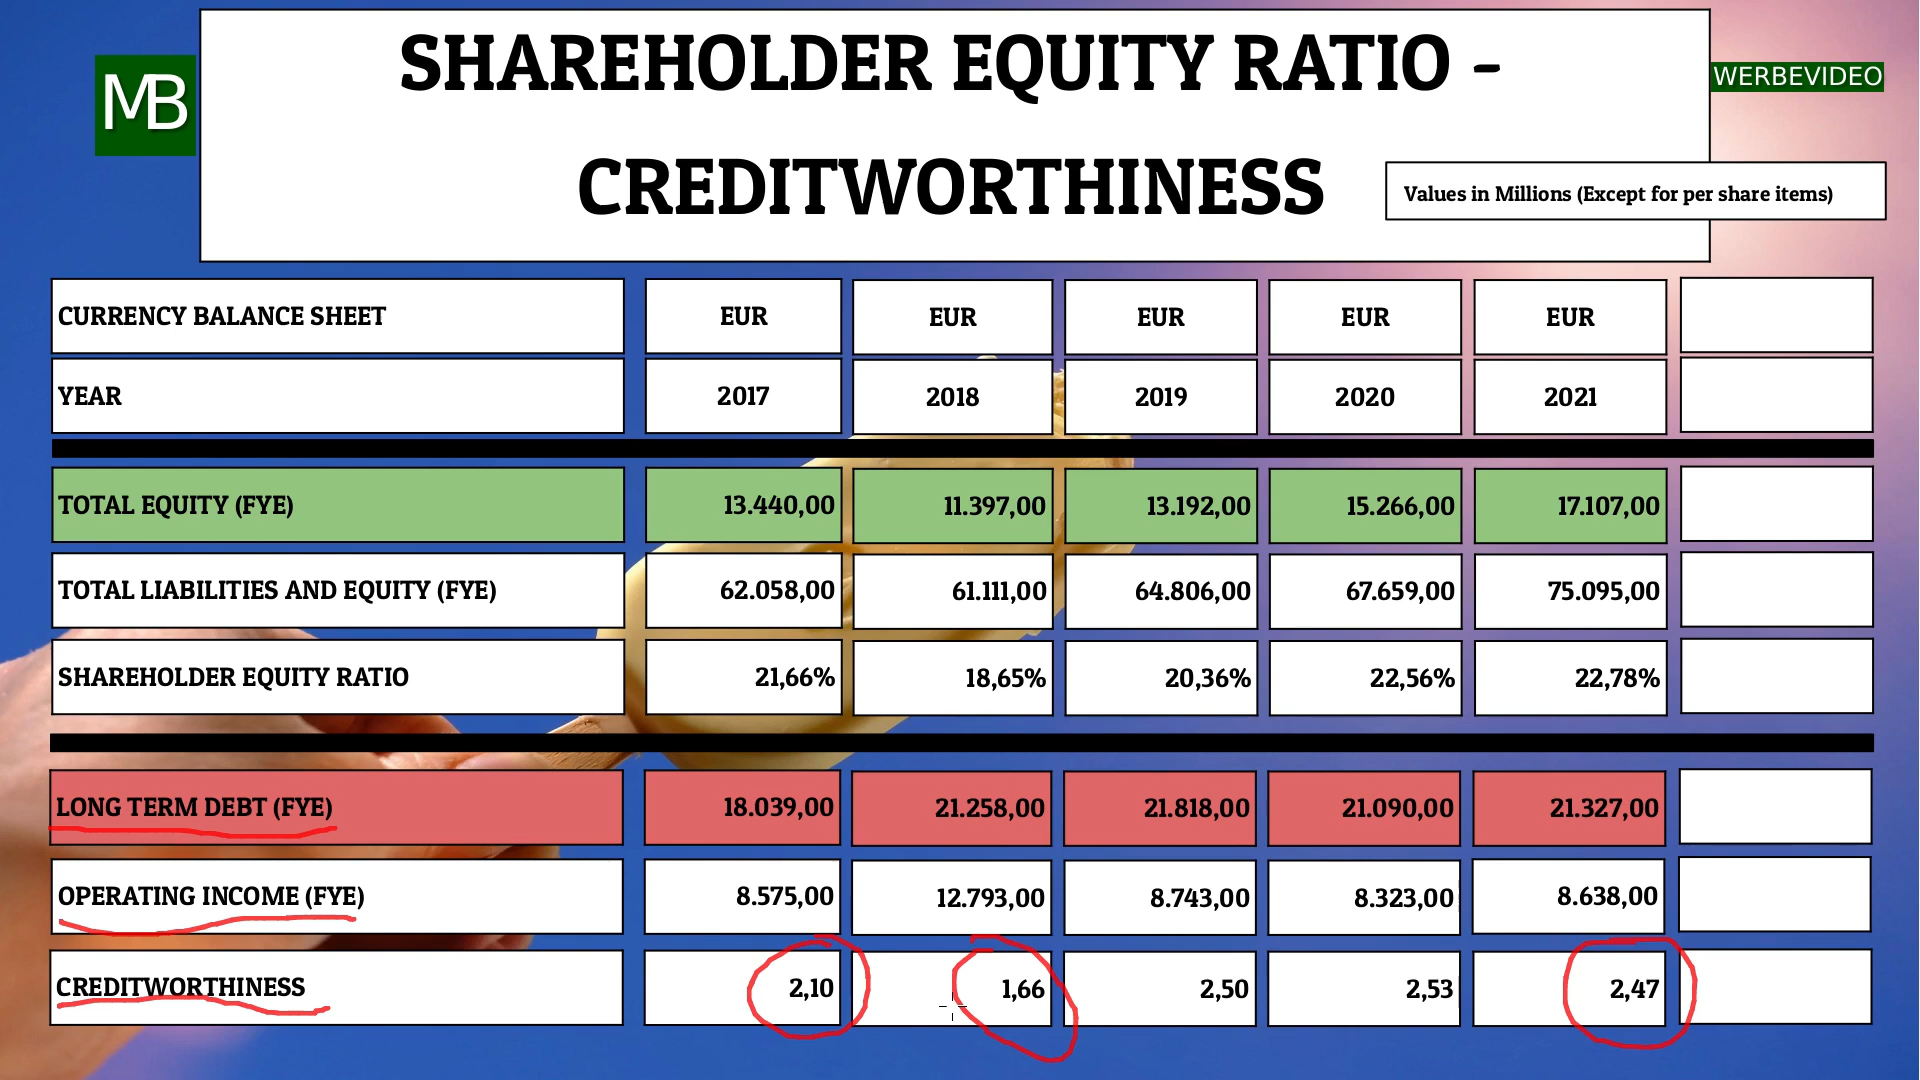 SHAREHOLDER EQUITY RATIO -
CREDITWORTHINESS
MB
WERBEVIDEO
Values in Millions (Except for per share items)
CURRENCY BALANCE SHEET EUR EUR EUR EUR EUR
YEAR 2017 2018 2019 2020 2021
TOTAL EQUITY (FYE) 13.440,00 11.397,00 13.192,00 15.266,00 17.107,00
TOTAL LIABILITIES AND EQUITY (FYE) 62.058,00 61.111,00 64.806,00 67.659,00 75.095,00
SHAREHOLDER EQUITY RATIO 21,66% 18,65% 20,36% 22,56% 22,78%
LONG TERM DEBT (FYE) 18.039,00 21.258,00 21.818,00 21.090,00 21.327,00
OPERATING INCOME (FYE) 8.575,00 12.793,00 8.743,00 8.323,00 8.638,00
CREDITWORTHINESS 2,10 1,66 2,50 2,53 2,47